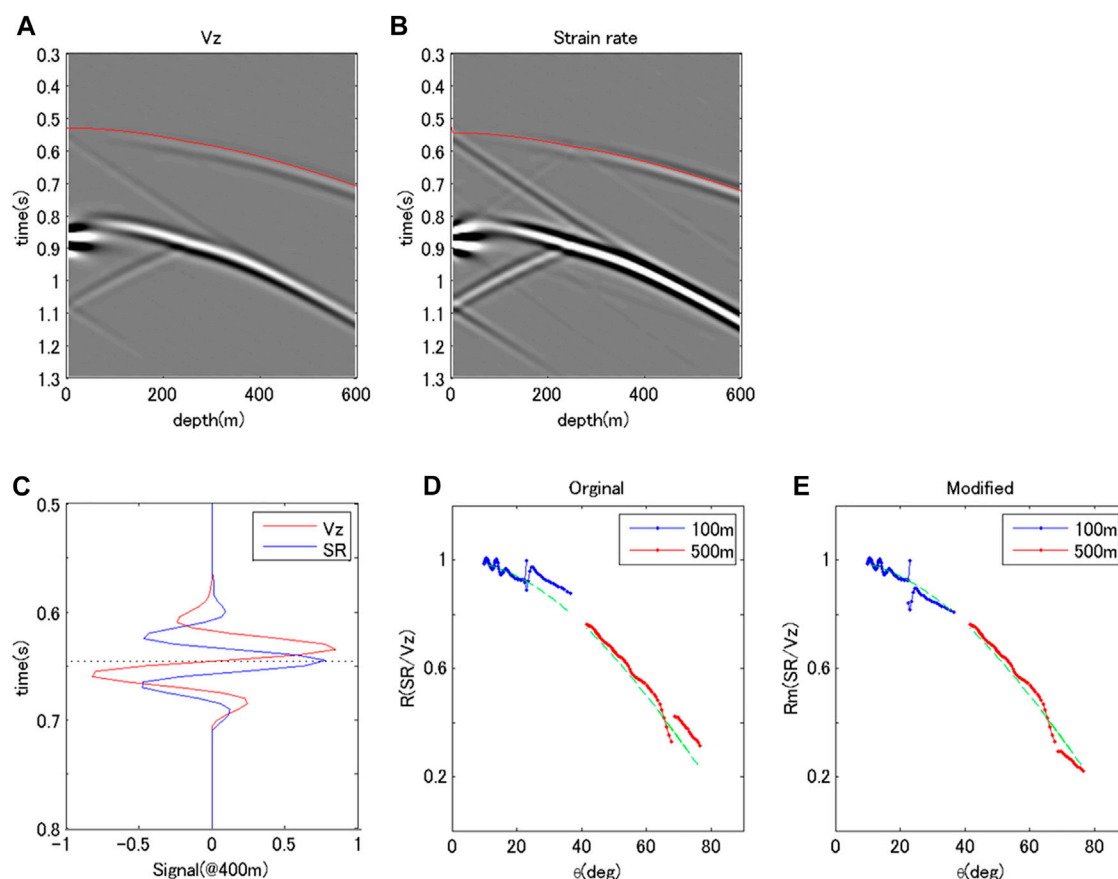 A
Vz
0.3
0.4
0.5
0.6
0.7
0.8
0.9
1
1.1
1.2
1.3
time(s)
0
200
400
600
depth(m)
B
Strain rate
0.3
0.4
0.5
0.6
0.7
0.8
0.9
1
1.1
1.2
1.3
time(s)
0
200
400
600
depth(m)
C
Vz
SR
0.5
0.6
0.7
0.8
time(s)
-1
-0.5
0
0.5
1
Signal(@400m)
D
Orginal
100m
500m
1
0.6
0.2
R(SR/Vz)
0
20
40
60
80
θ(deg)
E
Modified
100m
500m
1
0.6
0.2
Rm(SR/Vz)
0
20
40
60
80
θ(deg)